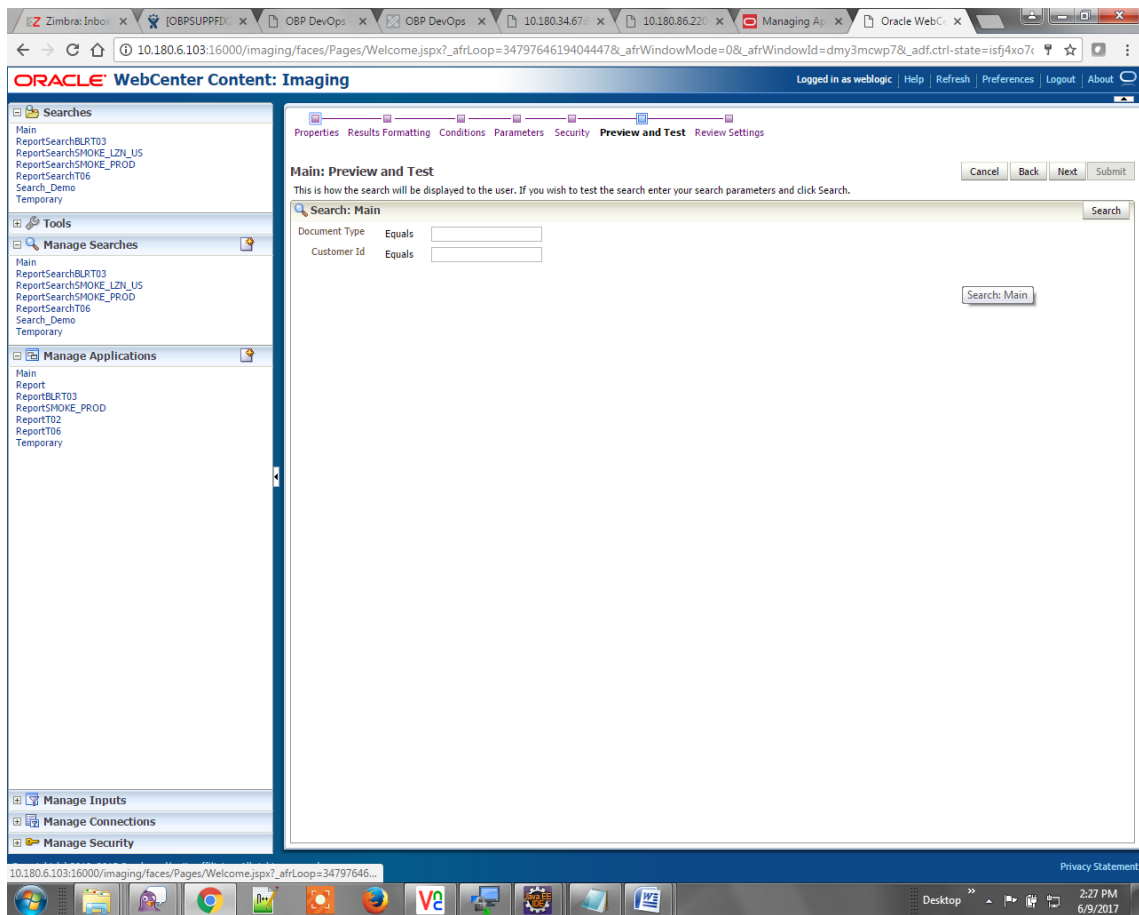 Zimbra: Inbox
[OBPSUPPFIX
OBP DevOps
OBP DevOps
10.180.34.67:
10.180.86.220
Managing Ap
Oracle WebCe
10.180.6.103:16000/imaging/faces/Pages/Welcome.jspx?_afrLoop=3479764619404447&_afrWindowMode=0&_afrWindowId=dmy3mcwp7&_adf.ctrl-state=isfj4xo7c
ORACLE WebCenter Content: Imaging
Logged in as weblogic | Help | Refresh | Preferences | Logout | About
Searches
Main
ReportSearchBLRT03
ReportSearchSMOKE_LZN_US
ReportSearchSMOKE_PROD
ReportSearchT06
Search_Demo
Temporary
Tools
Manage Searches
Main
ReportSearchBLRT03
ReportSearchSMOKE_LZN_US
ReportSearchSMOKE_PROD
ReportSearchT06
Search_Demo
Temporary
Manage Applications
Main
Report
ReportBLRT03
ReportSMOKE_PROD
ReportT02
ReportT06
Temporary
Manage Inputs
Manage Connections
Manage Security
Properties Results Formatting Conditions Parameters Security Preview and Test Review Settings
Main: Preview and Test
Cancel Back Next Submit
This is how the search will be displayed to the user. If you wish to test the search enter your search parameters and click Search.
Search: Main
Search
Document Type Equals
Customer Id Equals
Search: Main
Privacy Statement
10.180.6.103:16000/imaging/faces/Pages/Welcome.jspx?_afrLoop=34797646...
Desktop
2:27 PM
6/9/2017